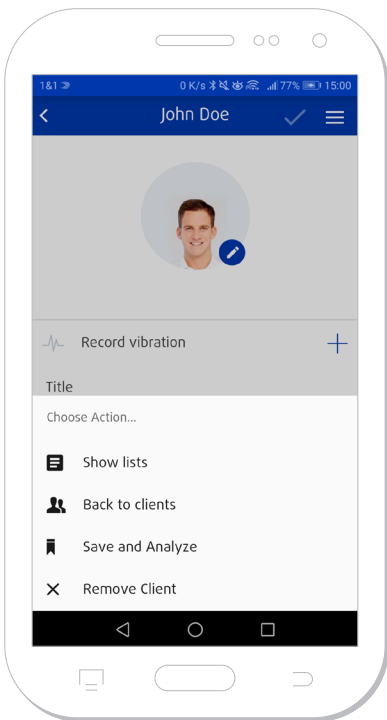 1&1
0 K/s 77% 15:00
John Doe
Record vibration
Title
Choose Action...
Show lists
Back to clients
Save and Analyze
Remove Client